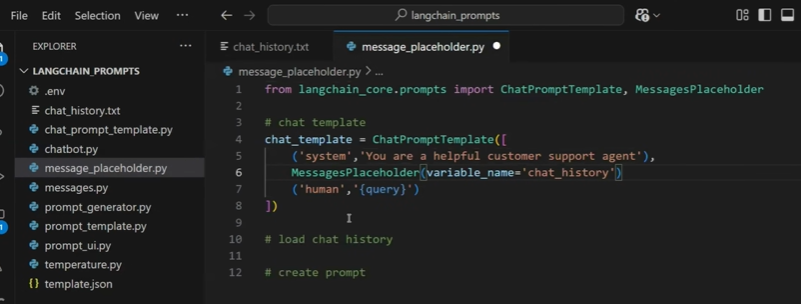 File Edit Selection View ··· langchain_prompts
EXPLORER ···
LANGCHAIN_PROMPTS
.env
chat_history.txt
chat_prompt_template.py
chatbot.py
message_placeholder.py
messages.py
prompt_generator.py
prompt_template.py
prompt_ui.py
temperature.py
{} template.json
1
1
chat_history.txt message_placeholder.py
message_placeholder.py > ...
1 from langchain_core.prompts import ChatPromptTemplate, MessagesPlaceholder
2
3 # chat template
4 chat_template = ChatPromptTemplate([
5 ('system','You are a helpful customer support agent'),
6 MessagesPlaceholder(variable_name='chat_history')
7 ('human','{query}')
8 ])
9
10 # load chat history
11
12 # create prompt